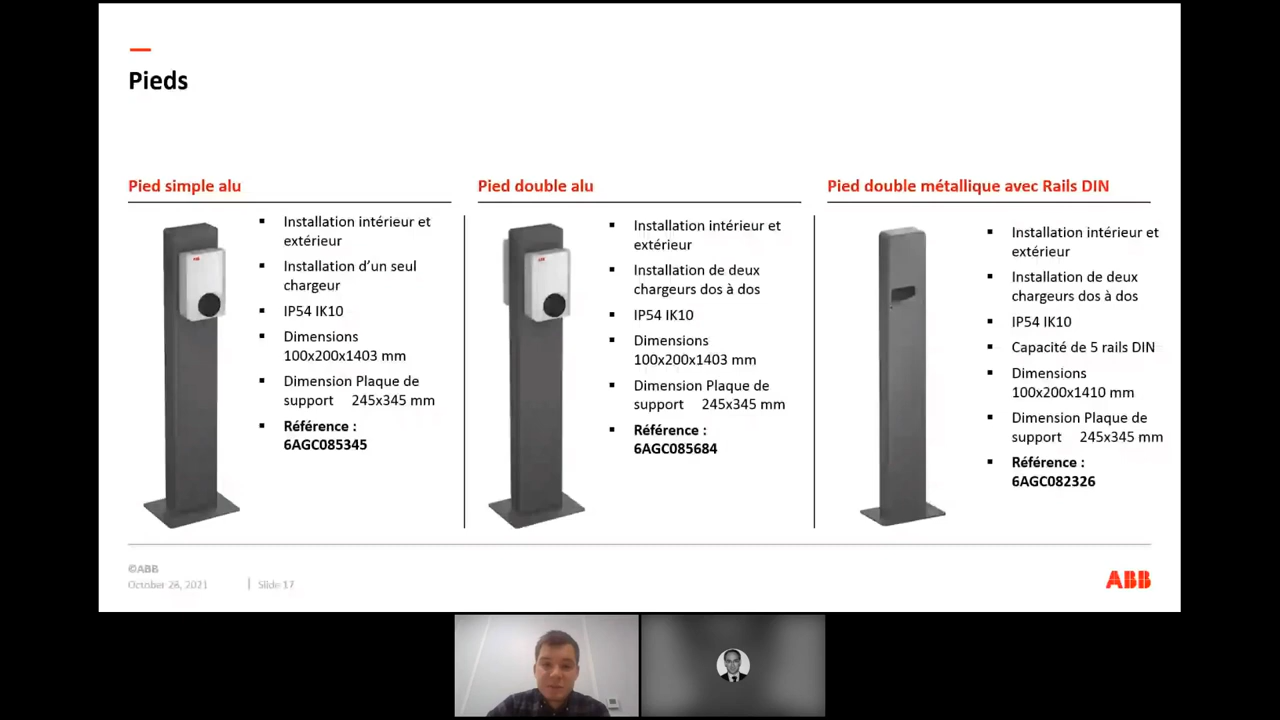 Pieds
Pied simple alu
Installation intérieur et
extérieur
Installation d'un seul
chargeur
IP54 IK10
Dimensions
100x200x1403 mm
Dimension Plaque de
support 245x345 mm
Référence :
6AGC085345
Pied double alu
Installation intérieur et
extérieur
Installation de deux
chargeurs dos à dos
IP54 IK10
Dimensions
100x200x1403 mm
Dimension Plaque de
support 245x345 mm
Référence :
6AGC085684
Pied double métallique avec Rails DIN
Installation intérieur et
extérieur
Installation de deux
chargeurs dos à dos
IP54 IK10
Capacité de 5 rails DIN
Dimensions
100x200x1410 mm
Dimension Plaque de
support 245x345 mm
Référence :
6AGC082326
ABB
ABB
©ABB
October 28, 2021 | Slide 17
ABB